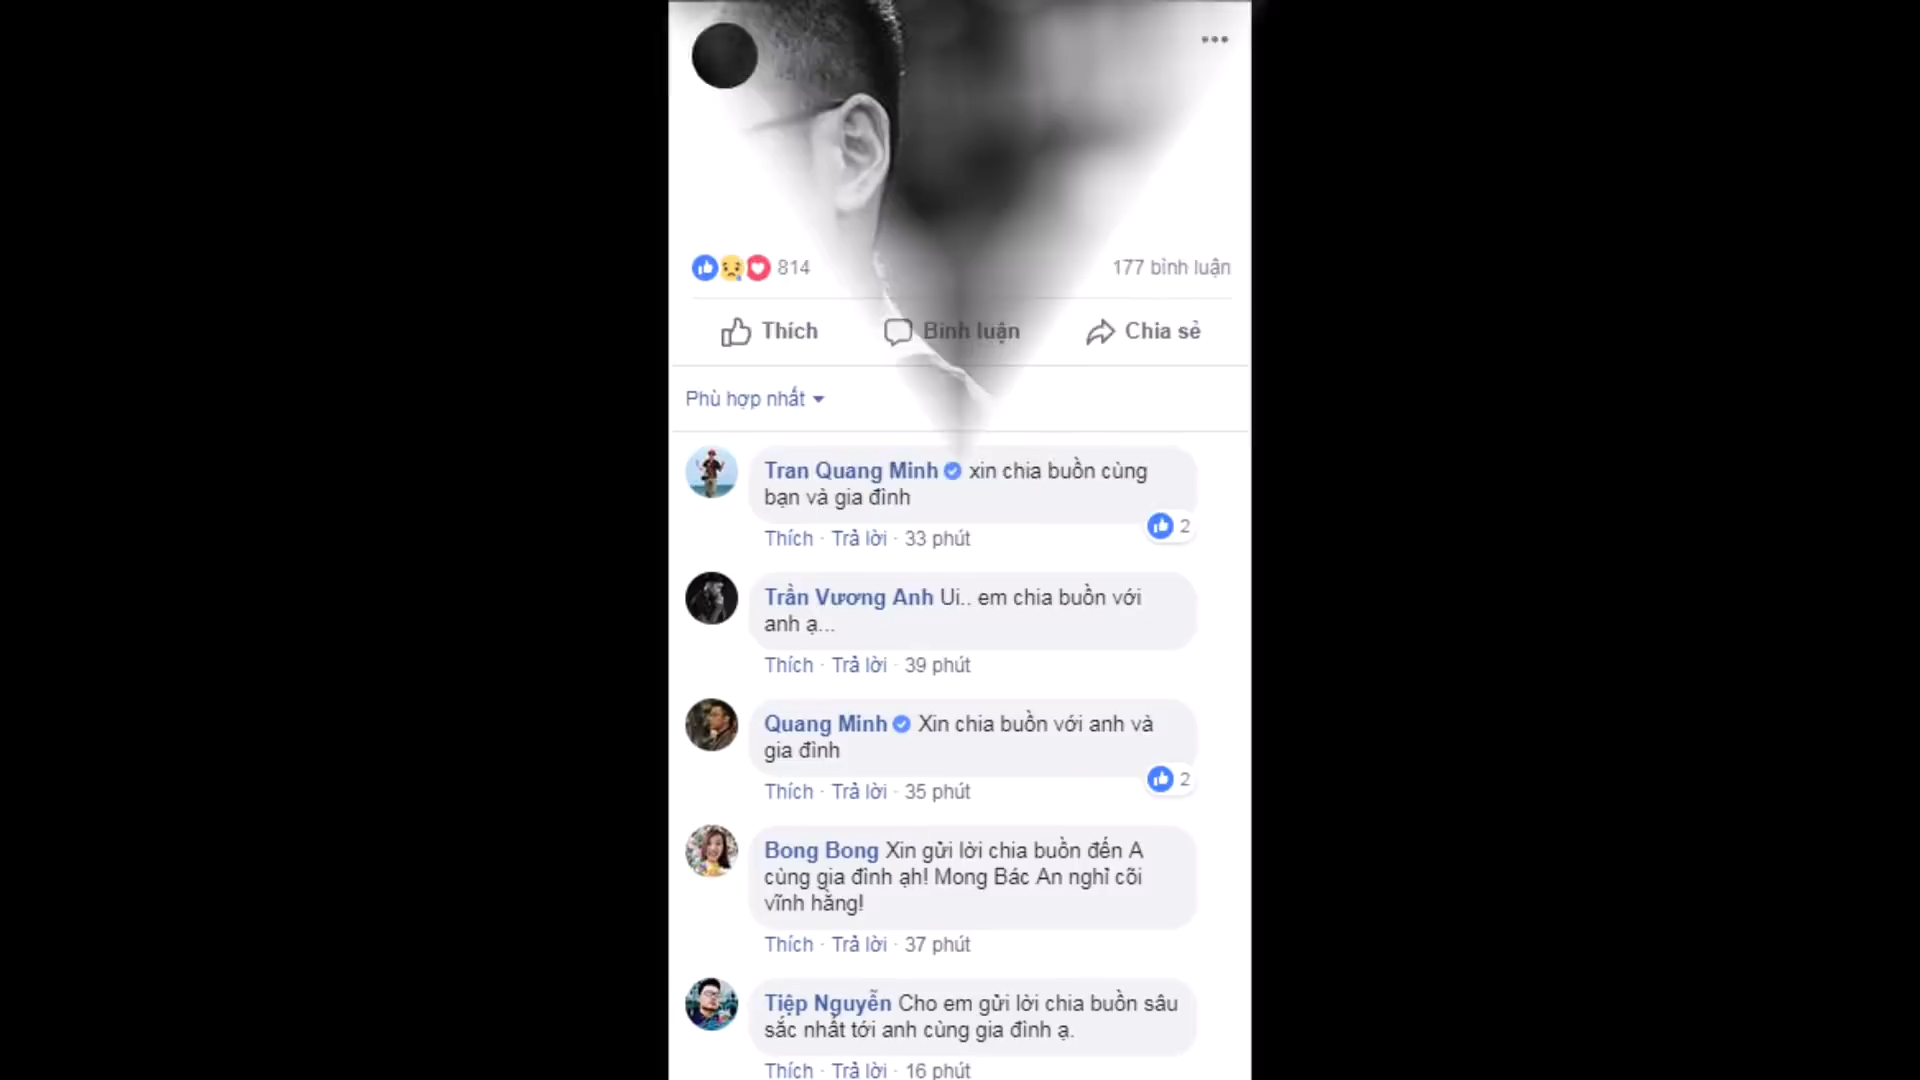 814
177 bình luận
Thích
Bình luận
Chia sẻ
Phù hợp nhất
Tran Quang Minh xin chia buồn cùng
bạn và gia đình
2
Thích · Trả lời · 33 phút
Trần Vương Anh Ui.. em chia buồn với
anh ạ...
Thích · Trả lời · 39 phút
Quang Minh Xin chia buồn với anh và
gia đình
2
Thích · Trả lời · 35 phút
Bong Bong Xin gửi lời chia buồn đến A
cùng gia đình ạh! Mong Bác An nghỉ cõi
vĩnh hằng!
Thích · Trả lời · 37 phút
Tiệp Nguyễn Cho em gửi lời chia buồn sâu
sắc nhất tới anh cùng gia đình ạ.
Thích · Trả lời · 16 phút